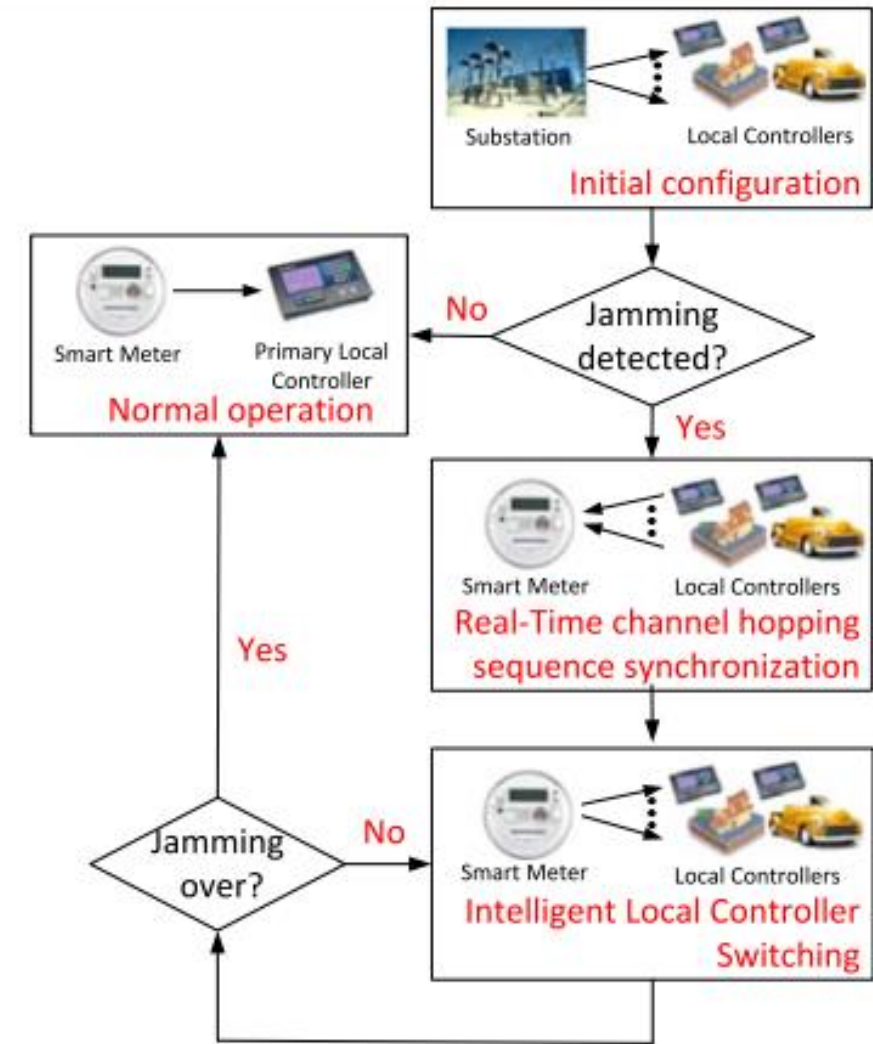 Substation
Local Controllers
Initial configuration
Jamming
detected?
No
Yes
Smart Meter
Primary Local
Controller
Normal operation
Smart Meter
Local Controllers
Real-Time channel hopping
sequence synchronization
Yes
Smart Meter
Local Controllers
Intelligent Local Controller
Switching
Jamming
over?
No